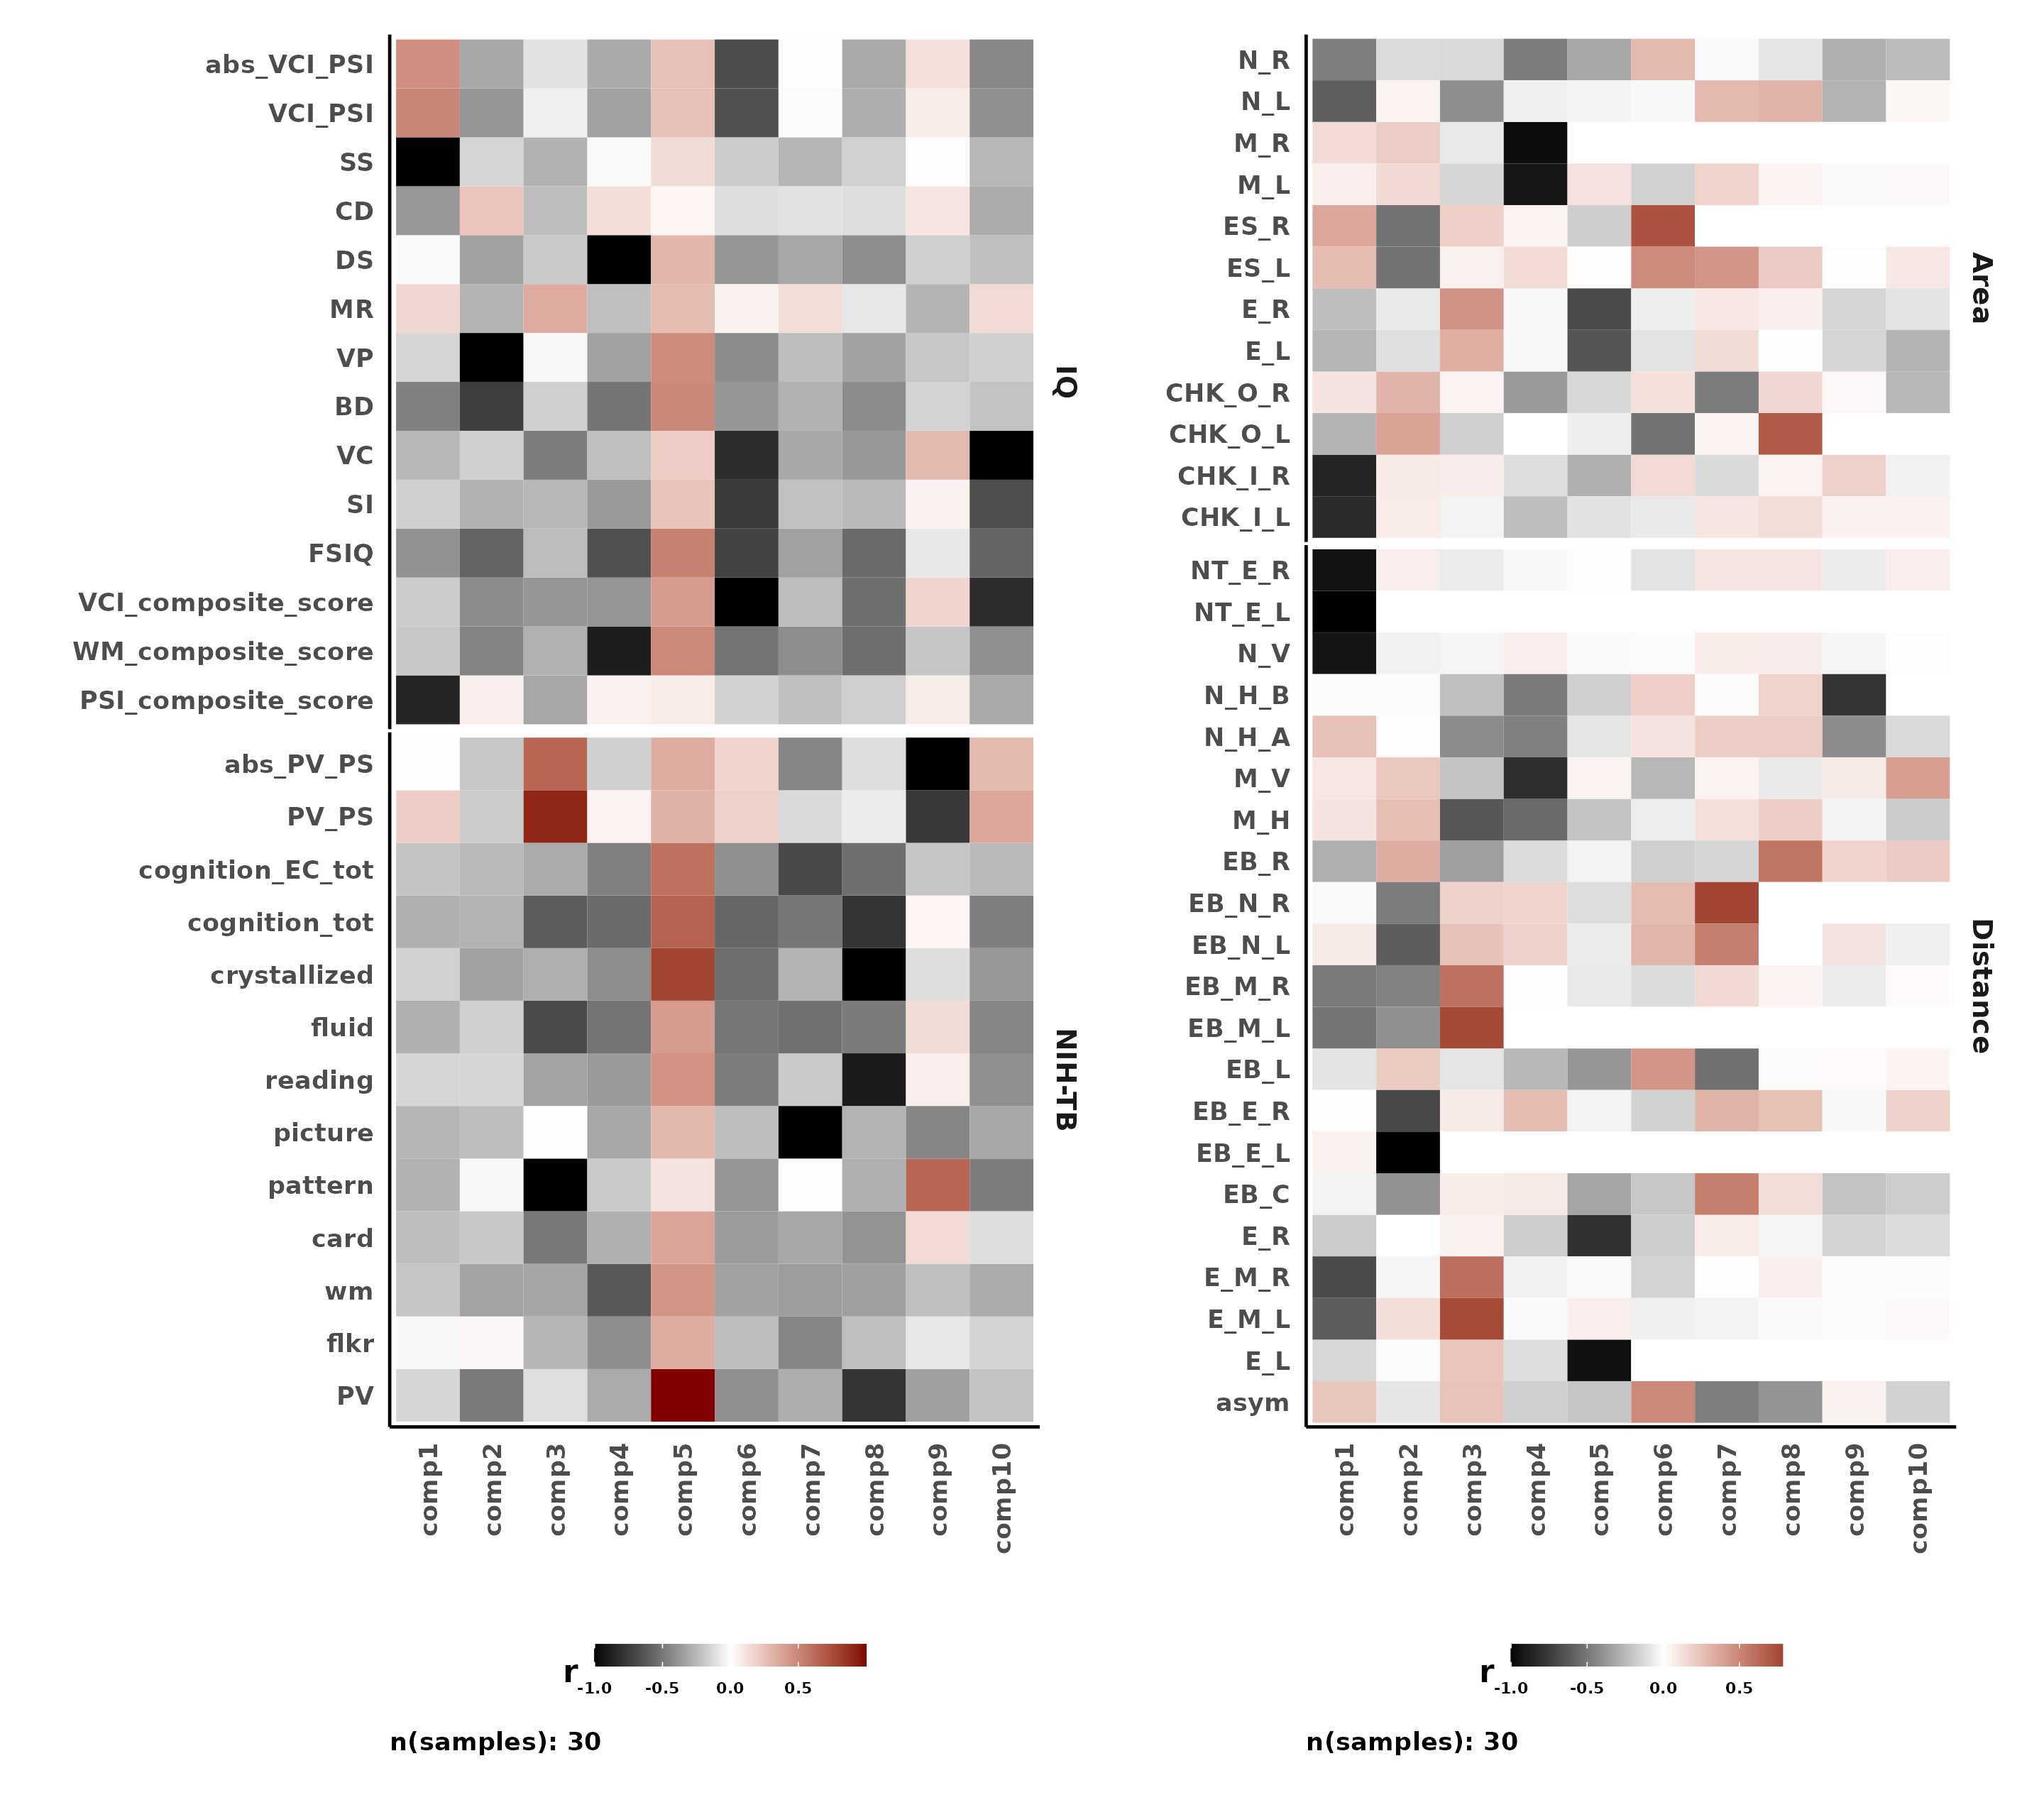 abs_VCI_PSI
VCI_PSI
SS
CD
DS
MR
VP
BD
VC
SI
FSIQ
VCI_composite_score
WM_composite_score
PSI_composite_score
IQ
abs_PV_PS
PV_PS
cognition_EC_tot
cognition_tot
crystallized
fluid
reading
picture
pattern
card
wm
flkr
PV
NIH-TB
comp1 comp2 comp3 comp4 comp5 comp6 comp7 comp8 comp9 comp10
r
-1.0 -0.5 0.0 0.5
n(samples): 30
N_R
N_L
M_R
M_L
ES_R
ES_L
E_R
E_L
CHK_O_R
CHK_O_L
CHK_I_R
CHK_I_L
Area
NT_E_R
NT_E_L
N_V
N_H_B
N_H_A
M_V
M_H
EB_R
EB_N_R
EB_N_L
EB_M_R
EB_M_L
EB_L
EB_E_R
EB_E_L
EB_C
E_R
E_M_R
E_M_L
E_L
asym
Distance
comp1 comp2 comp3 comp4 comp5 comp6 comp7 comp8 comp9 comp10
r
-1.0 -0.5 0.0 0.5
n(samples): 30